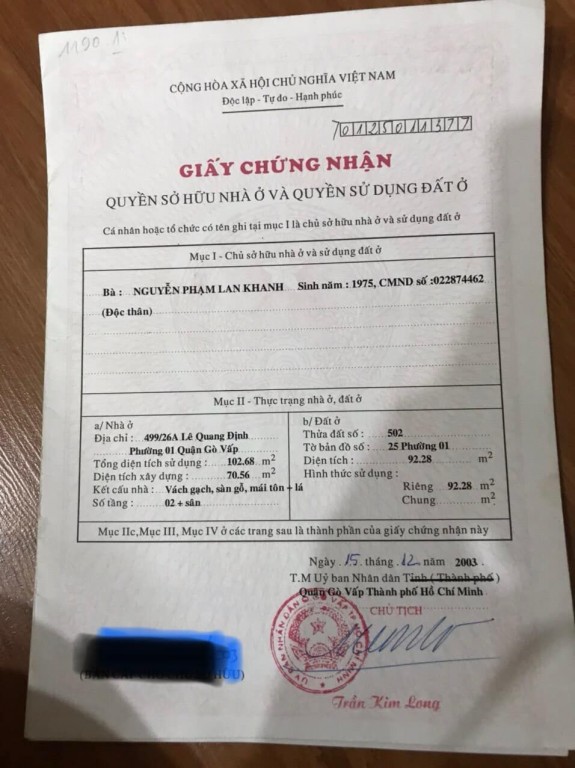 1190 1
CỘNG HÒA XÃ HỘI CHỦ NGHĨA VIỆT NAM
Độc lập - Tự do - Hạnh phúc
70125011377
GIẤY CHỨNG NHẬN
QUYỀN SỞ HỮU NHÀ Ở VÀ QUYỀN SỬ DỤNG ĐẤT Ở
Cá nhân hoặc tổ chức có tên ghi tại mục I là chủ sở hữu nhà ở và sử dụng đất ở
Mục I - Chủ sở hữu nhà ở và sử dụng đất ở
Bà : NGUYỄN PHẠM LAN KHANH Sinh năm : 1975, CMND số :022874462
(Độc thân)
Mục II - Thực trạng nhà ở, đất ở
a/ Nhà ở
Địa chỉ : 499/26A Lê Quang Định
Phường 01 Quận Gò Vấp
Tổng diện tích sử dụng : 102.68 m2
Diện tích xây dựng : 70.56 m2
Kết cấu nhà : Vách gạch, sàn gỗ, mái tôn + lá
Số tầng : 02 + sân
b/ Đất ở
Thửa đất số : 502
Tờ bản đồ số : 25 Phường 01
Diện tích : 92.28 m2
Hình thức sử dụng :
Riêng 92.28 m2
Chung m2
Mục IIc,Mục III, Mục IV ở các trang sau là thành phần của giấy chứng nhận này
Ngày 15 tháng 12 năm 2003
T.M Uỷ ban Nhân dân Tỉnh ( Thành phố )
Quận Gò Vấp Thành phố Hồ Chí Minh
CHỦ TỊCH
Trần Kim Long